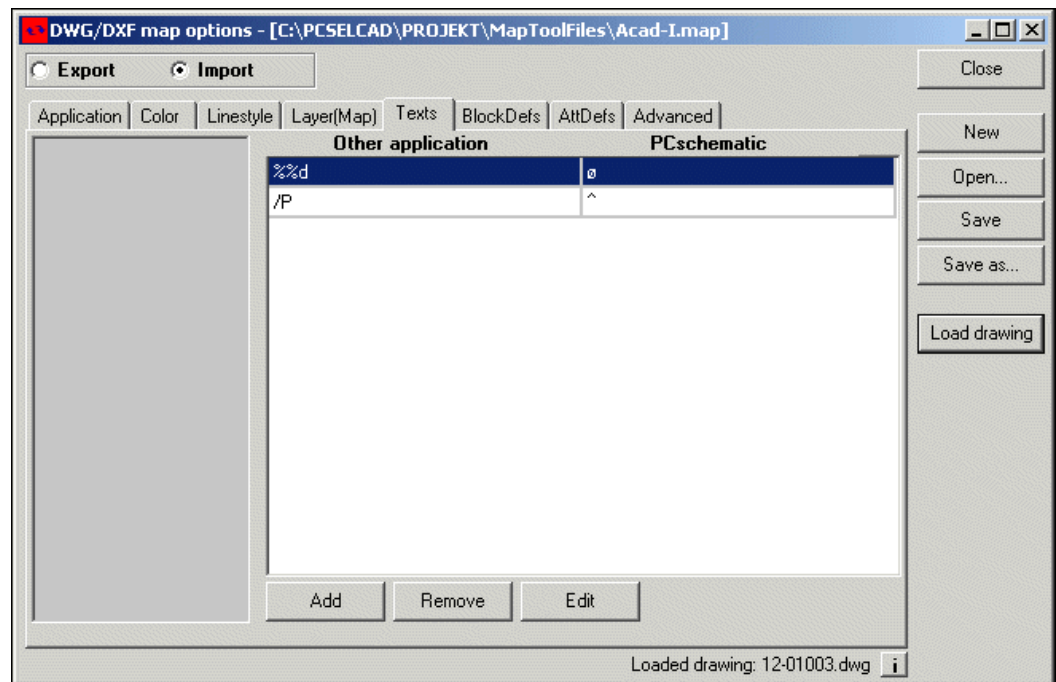 DWG/DXF map options - [C:\PCSELCAD\PROJEKT\MapToolFiles\Acad-I.map]
Export Import
Close
Application Color Linestyle Layer(Map) Texts BlockDefs AttDefs Advanced
New
Other application PCschematic
%%d ø
Open...
/P ^
Save
Save as...
Load drawing
Add Remove Edit
Loaded drawing: 12-01003.dwg i